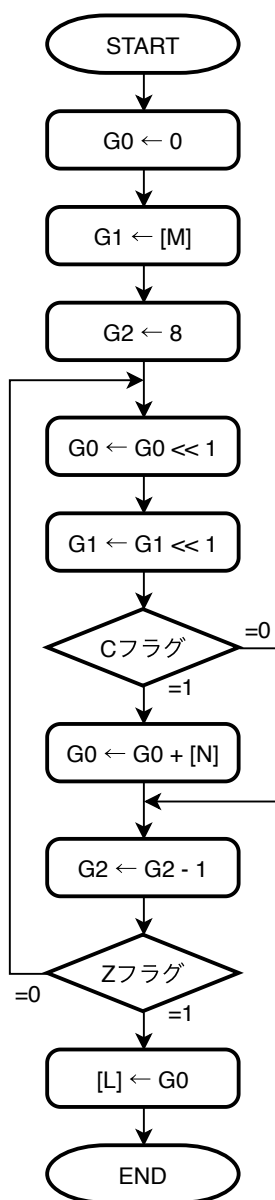 START
G0 ← 0
G1 ← [M]
G2 ← 8
G0 ← G0 << 1
G1 ← G1 << 1
Cフラグ
=0
=1
G0 ← G0 + [N]
G2 ← G2 - 1
Zフラグ
=0
=1
[L] ← G0
END